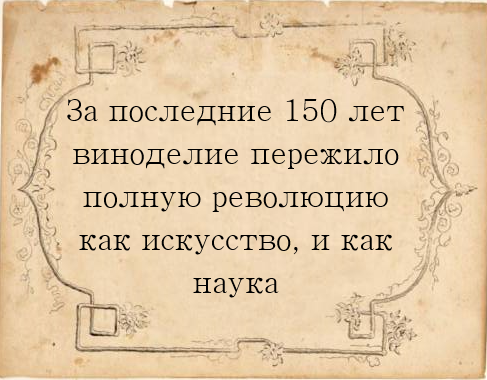 За последние 150 лет
виноделие пережило
полную революцию
как искусство, и как
наука